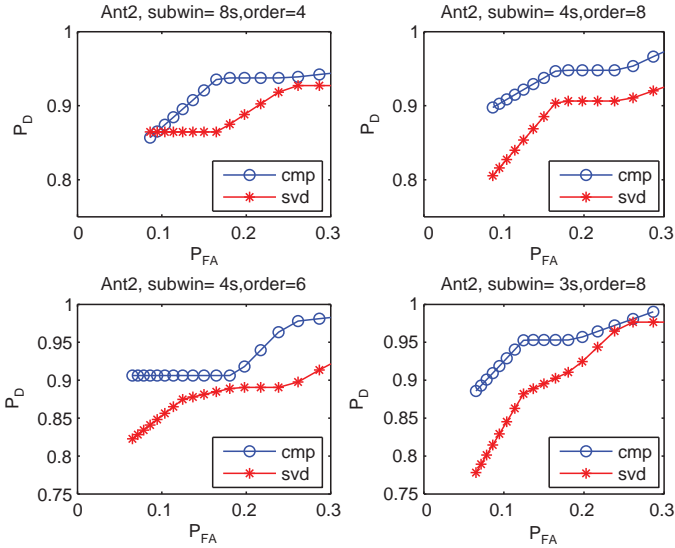 Ant2, subwin= 8s,order=4
1
0.9
0.8
P_D
0
0.1
0.2
0.3
P_FA
cmp
svd
Ant2, subwin= 4s,order=8
1
0.9
0.8
P_D
0
0.1
0.2
0.3
P_FA
cmp
svd
Ant2, subwin= 4s,order=6
1
0.95
0.9
0.85
0.8
0.75
P_D
0
0.1
0.2
0.3
P_FA
cmp
svd
Ant2, subwin= 3s,order=8
1
0.95
0.9
0.85
0.8
0.75
P_D
0
0.1
0.2
0.3
P_FA
cmp
svd